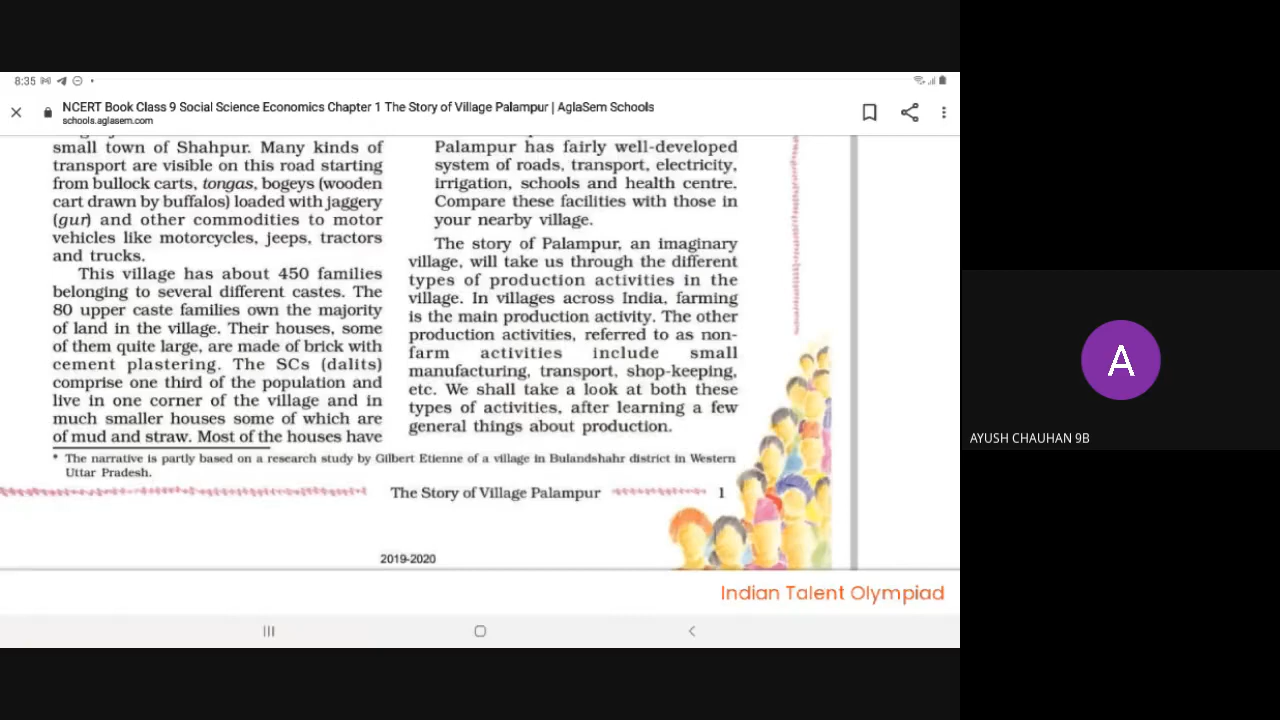 8:35
NCERT Book Class 9 Social Science Economics Chapter 1 The Story of Village Palampur | AglaSem Schools
schools.aglasem.com
small town of Shahpur. Many kinds of
transport are visible on this road starting
from bullock carts, tongas, bogeys (wooden
cart drawn by buffalos) loaded with jaggery
(gur) and other commodities to motor
vehicles like motorcycles, jeeps, tractors
and trucks.
This village has about 450 families
belonging to several different castes. The
80 upper caste families own the majority
of land in the village. Their houses, some
of them quite large, are made of brick with
cement plastering. The SCs (dalits)
comprise one third of the population and
live in one corner of the village and in
much smaller houses some of which are
of mud and straw. Most of the houses have
Palampur has fairly well-developed
system of roads, transport, electricity,
irrigation, schools and health centre.
Compare these facilities with those in
your nearby village.
The story of Palampur, an imaginary
village, will take us through the different
types of production activities in the
village. In villages across India, farming
is the main production activity. The other
production activities, referred to as non-
farm activities include small
manufacturing, transport, shop-keeping,
etc. We shall take a look at both these
types of activities, after learning a few
general things about production.
* The narrative is partly based on a research study by Gilbert Etienne of a village in Bulandshahr district in Western
Uttar Pradesh.
The Story of Village Palampur 1
2019-2020
Indian Talent Olympiad
A
AYUSH CHAUHAN 9B